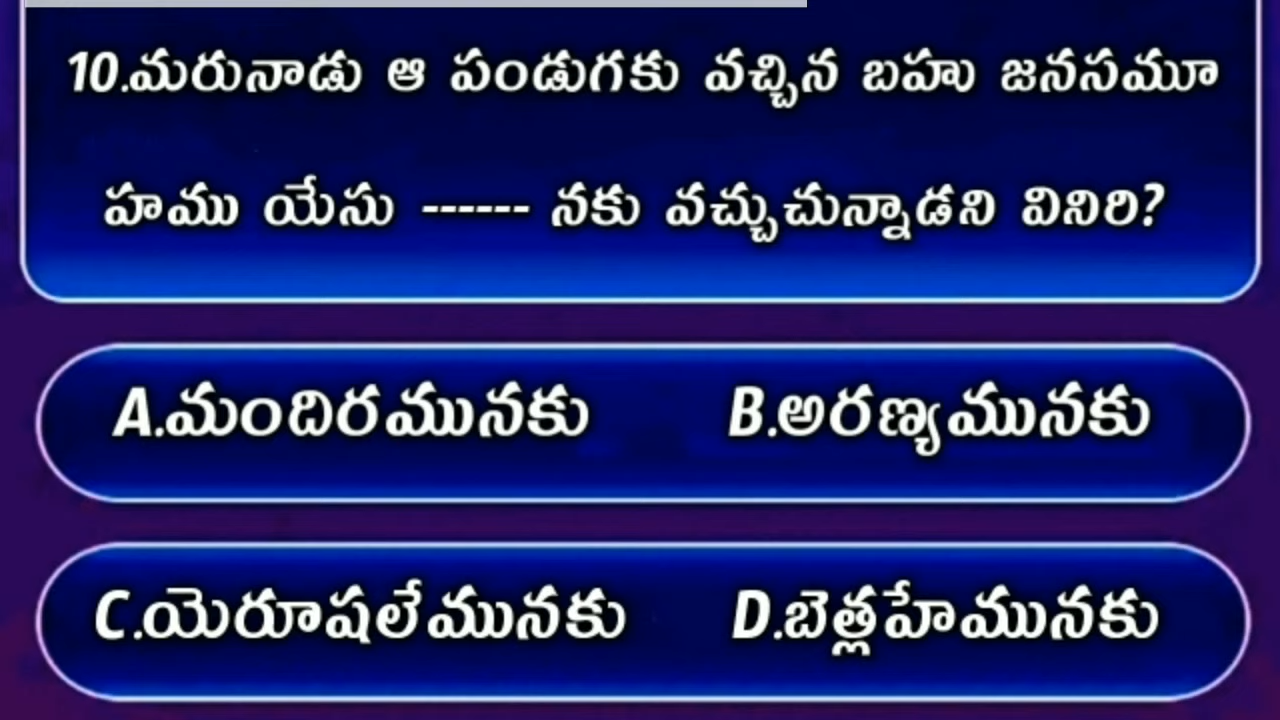 10.మరునాడు ఆ పండుగకు వచ్చిన బహు జనసమూ
హము యేసు ------ నకు వచ్చుచున్నాడని వినిరి?
A.మందిరమునకు B.అరణ్యమునకు
C.యెరూషలేమునకు D.బెత్లహేమునకు